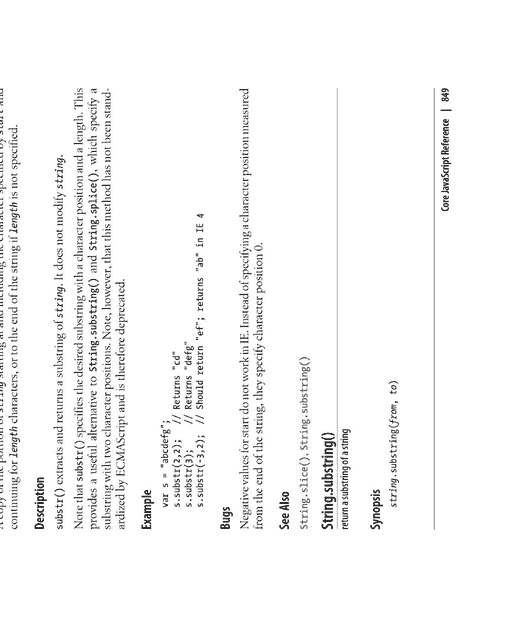 A copy of the portion of string starting at and including the character specified by start and
continuing for length characters, or to the end of the string if length is not specified.
Description
substr() extracts and returns a substring of string. It does not modify string.
Note that substr() specifies the desired substring with a character position and a length. This
provides a useful alternative to String.substring() and String.splice(), which specify a
substring with two character positions. Note, however, that this method has not been stand-
ardized by ECMAScript and is therefore deprecated.
Example
var s = "abcdefg";
s.substr(2,2); // Returns "cd"
s.substr(3); // Returns "defg"
s.substr(-3,2); // Should return "ef"; returns "ab" in IE 4
Bugs
Negative values for start do not work in IE. Instead of specifying a character position measured
from the end of the string, they specify character position 0.
See Also
String.slice(), String.substring()
String.substring()
return a substring of a string
Synopsis
string.substring(from, to)
Core JavaScript Reference | 849